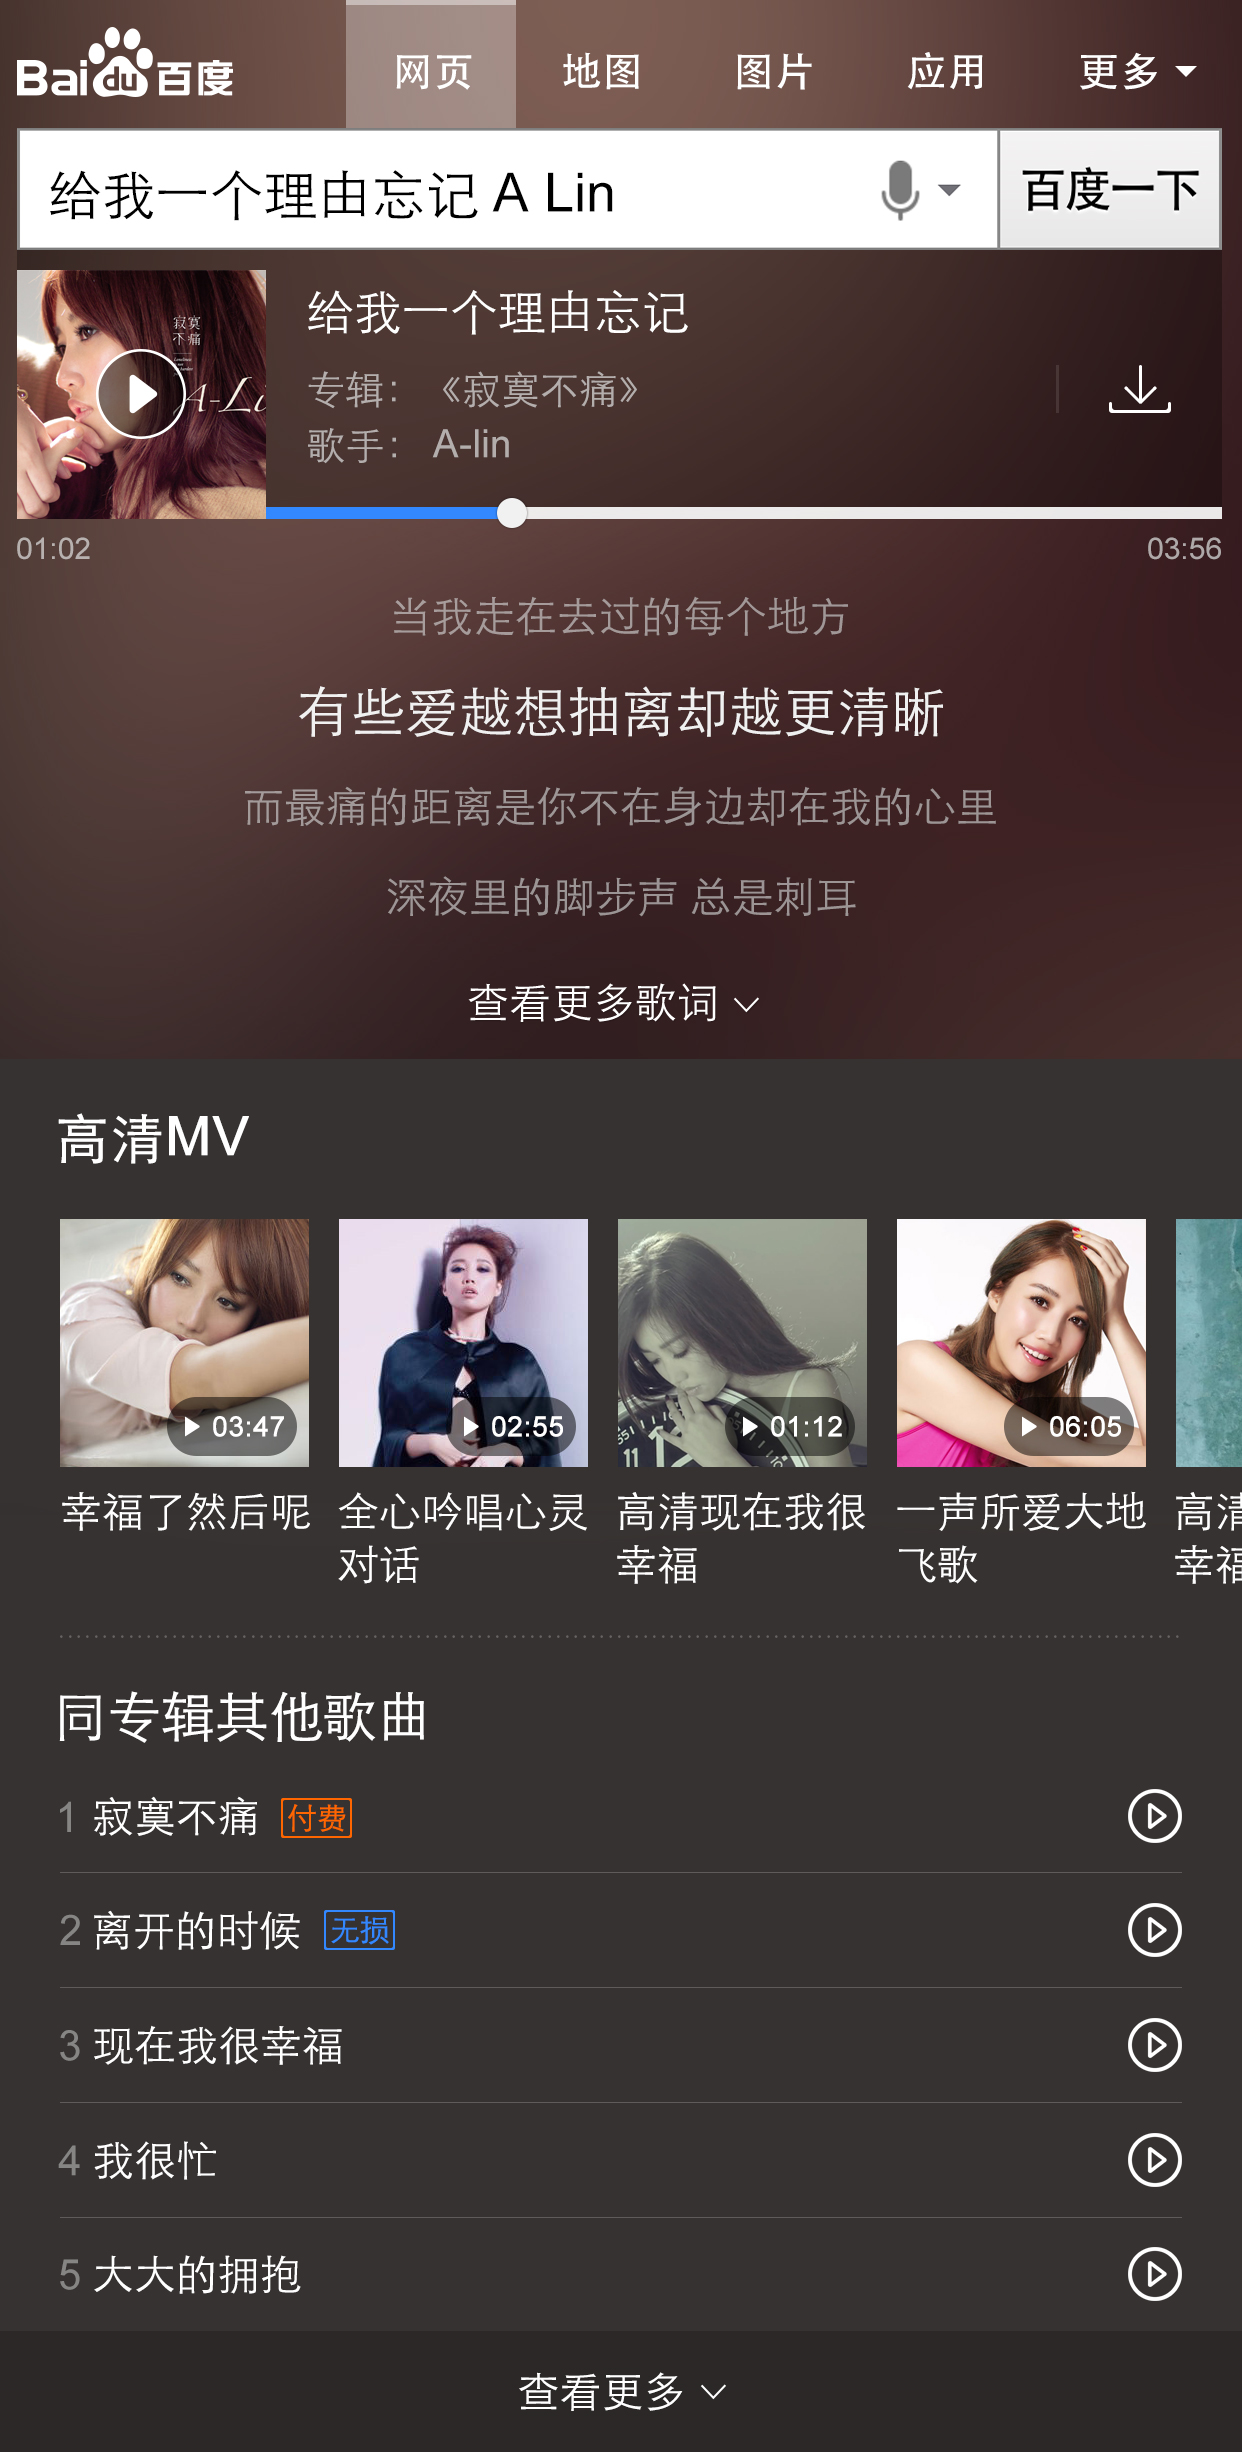 Baidu百度
网页 地图 图片 应用 更多
给我一个理由忘记 A Lin
百度一下
寂寞
不痛
A-Li
给我一个理由忘记
专辑： 《寂寞不痛》
歌手： A-lin
01:02 03:56
当我走在去过的每个地方
有些爱越想抽离却越更清晰
而最痛的距离是你不在身边却在我的心里
深夜里的脚步声 总是刺耳
查看更多歌词
高清MV
03:47 02:55 01:12 06:05
幸福了然后呢
全心吟唱心灵
对话
高清现在我很
幸福
一声所爱大地
飞歌
高清
幸福
同专辑其他歌曲
1 寂寞不痛 付费
2 离开的时候 无损
3 现在我很幸福
4 我很忙
5 大大的拥抱
查看更多